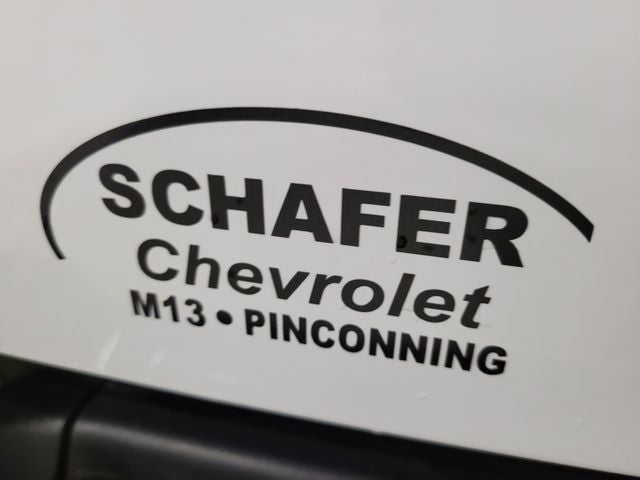 SCHAFER
Chevrolet
M13 • PINCONNING